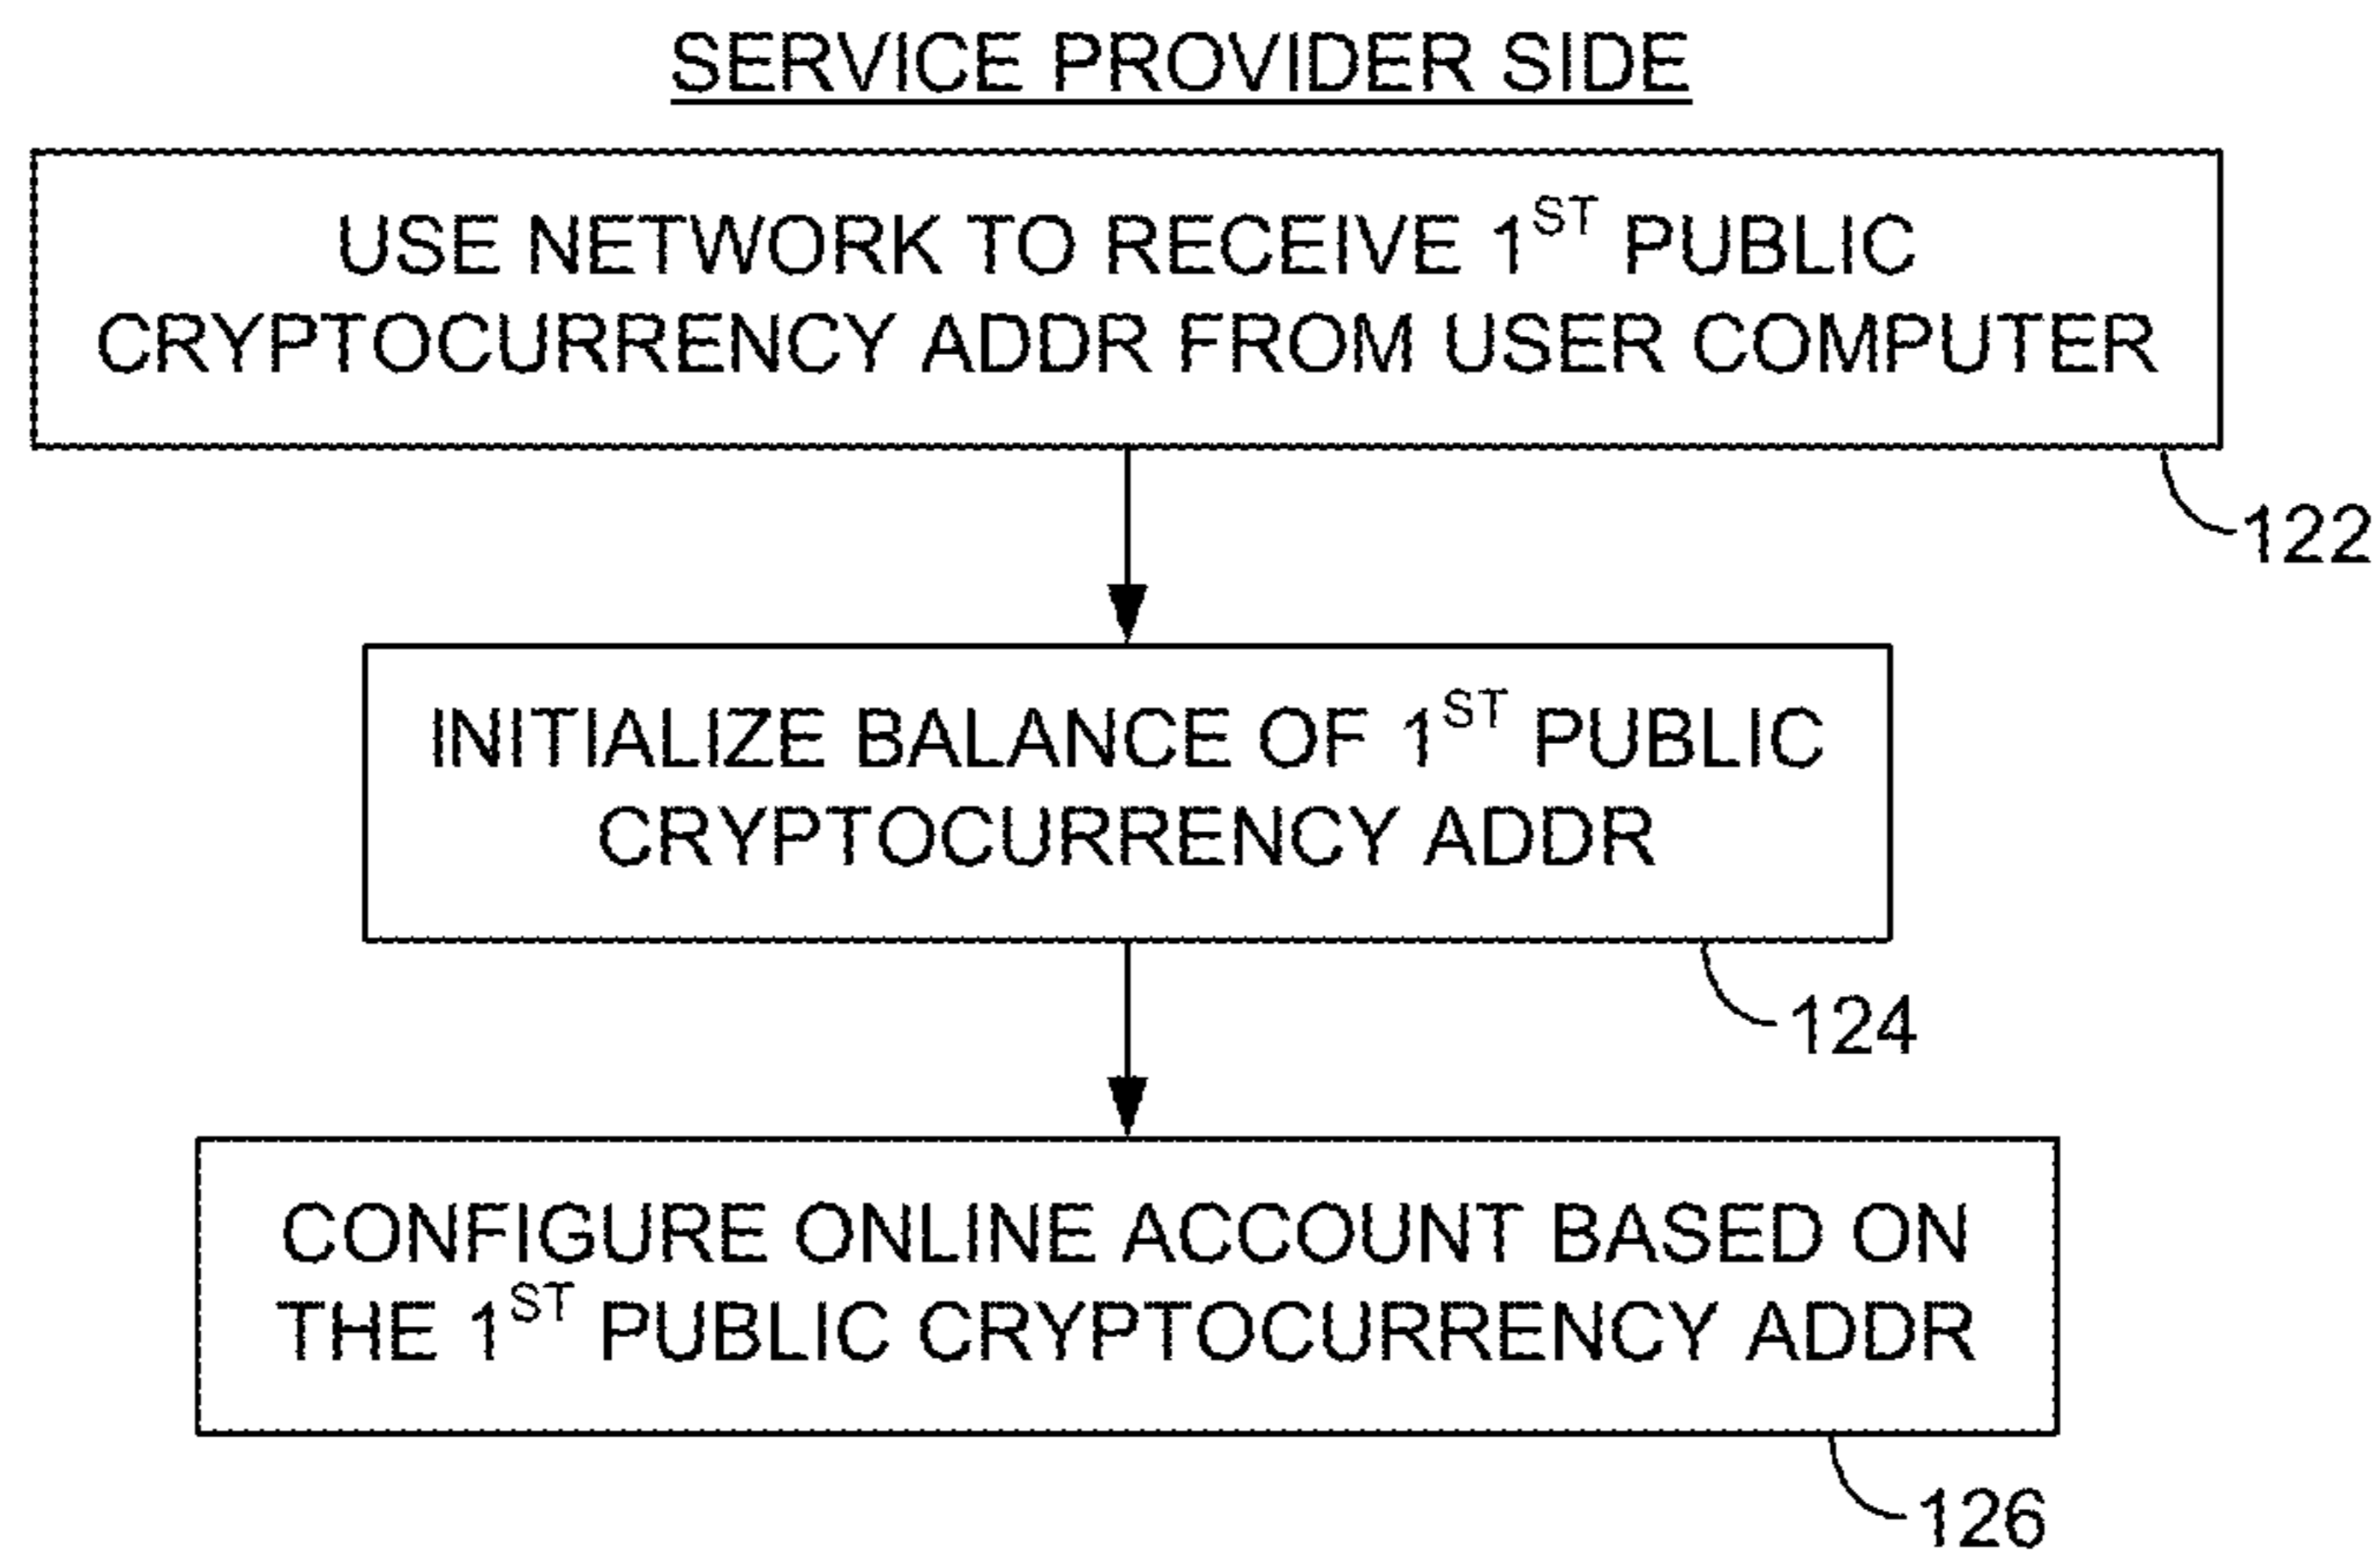 SERVICE PROVIDER SIDE
USE NETWORK TO RECEIVE 1ST PUBLIC
CRYPTOCURRENCY ADDR FROM USER COMPUTER
122
INITIALIZE BALANCE OF 1ST PUBLIC
CRYPTOCURRENCY ADDR
124
CONFIGURE ONLINE ACCOUNT BASED ON
THE 1ST PUBLIC CRYPTOCURRENCY ADDR
126